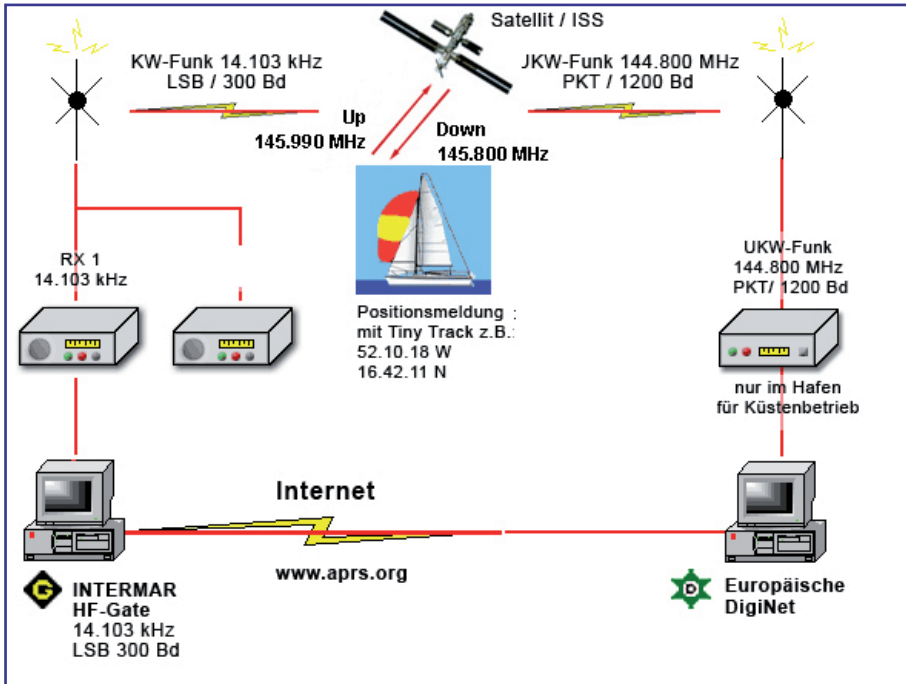 Satellit / ISS
KW-Funk 14.103 kHz
LSB / 300 Bd
JKW-Funk 144.800 MHz
PKT / 1200 Bd
Up
145.990 MHz
Down
145.800 MHz
RX 1
14.103 kHz
UKW-Funk
144.800 MHz
PKT/ 1200 Bd
Positionsmeldung :
mit Tiny Track z.B.:
52.10.18 W
16.42.11 N
nur im Hafen
für Küstenbetrieb
Internet
www.aprs.org
G
INTERMAR
HF-Gate
14.103 kHz
LSB 300 Bd
D
Europäische
DigiNet